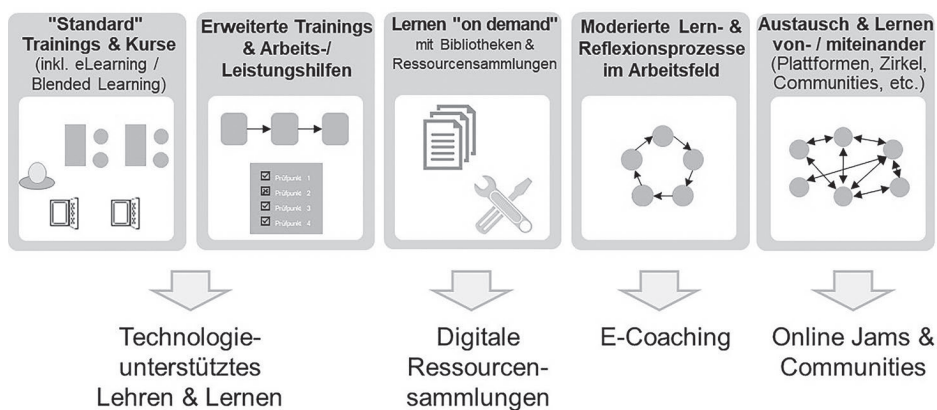 "Standard"
Trainings & Kurse
(inkl. eLearning /
Blended Learning)
Erweiterte Trainings
& Arbeits-/
Leistungshilfen
Prüfpunkt 1
Prüfpunkt 2
Prüfpunkt 3
Prüfpunkt 4
Lernen "on demand"
mit Bibliotheken &
Ressourcensammlungen
Moderierte Lern- &
Reflexionsprozesse
im Arbeitsfeld
Austausch & Lernen
von- / miteinander
(Plattformen, Zirkel,
Communities, etc.)
Technologie-
unterstütztes
Lehren & Lernen
Digitale
Ressourcen-
sammlungen
E-Coaching
Online Jams &
Communities